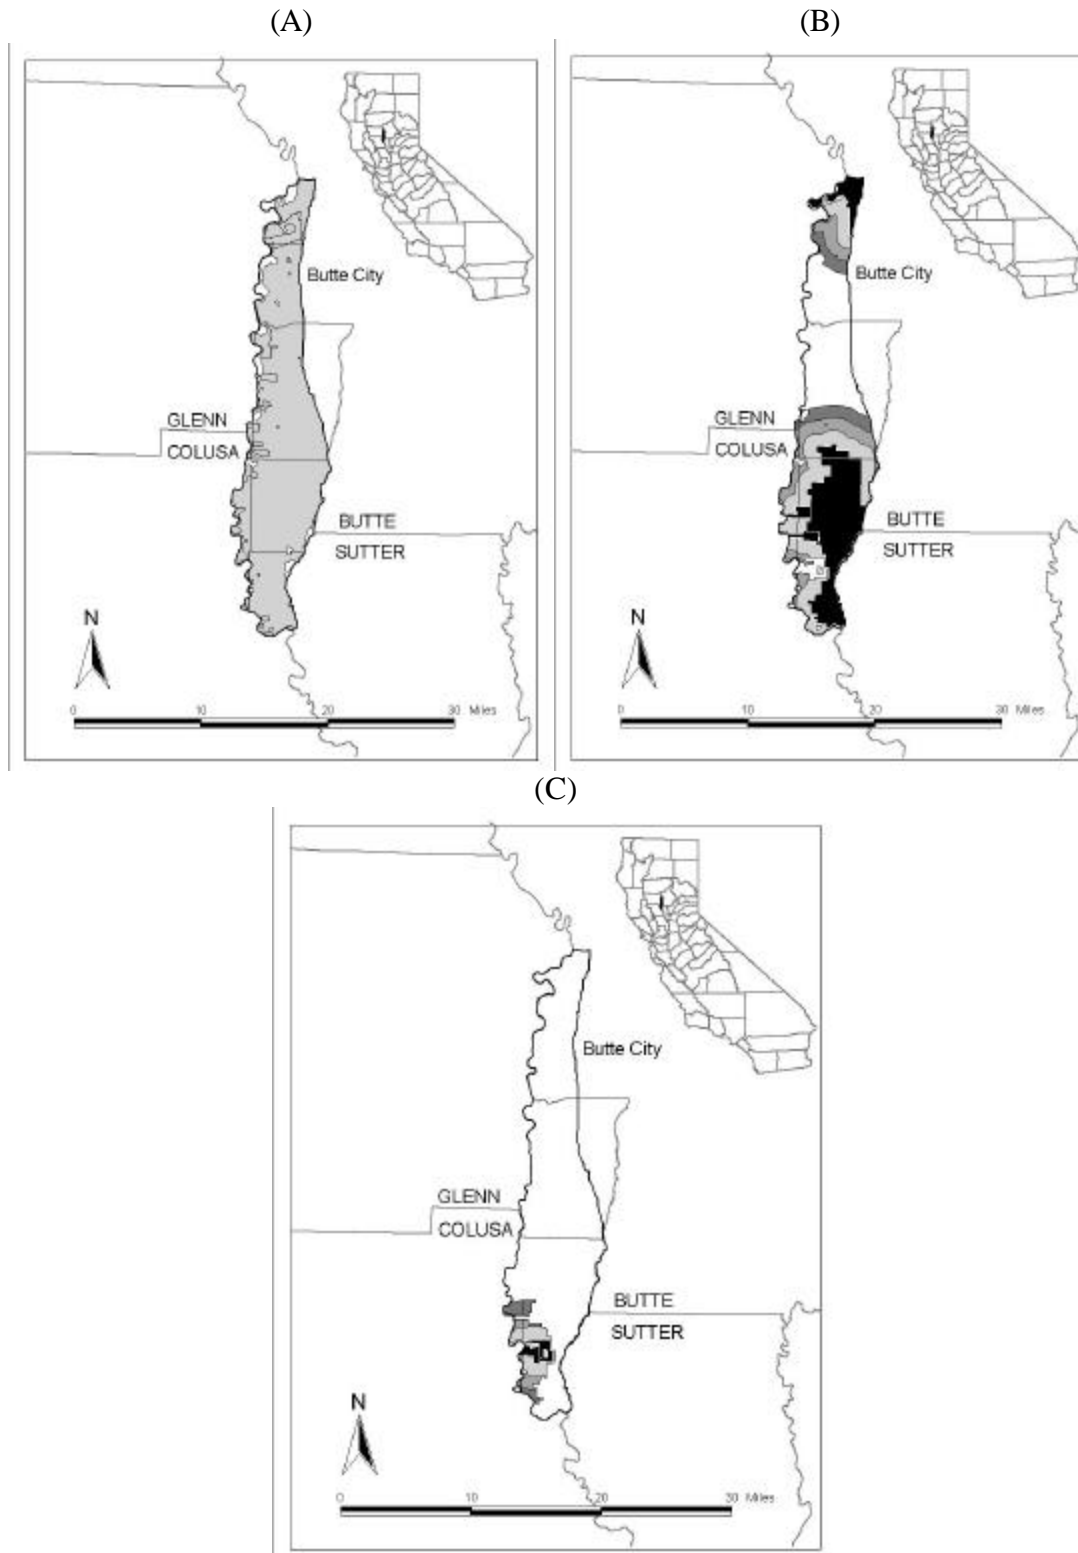 (A)
Butte City
GLENN
COLUSA
BUTTE
SUTTER
N
0 10 20 30 Miles
(B)
Butte City
GLENN
COLUSA
BUTTE
SUTTER
N
0 10 20 30 Miles
(C)
Butte City
GLENN
COLUSA
BUTTE
SUTTER
N
0 10 20 30 Miles